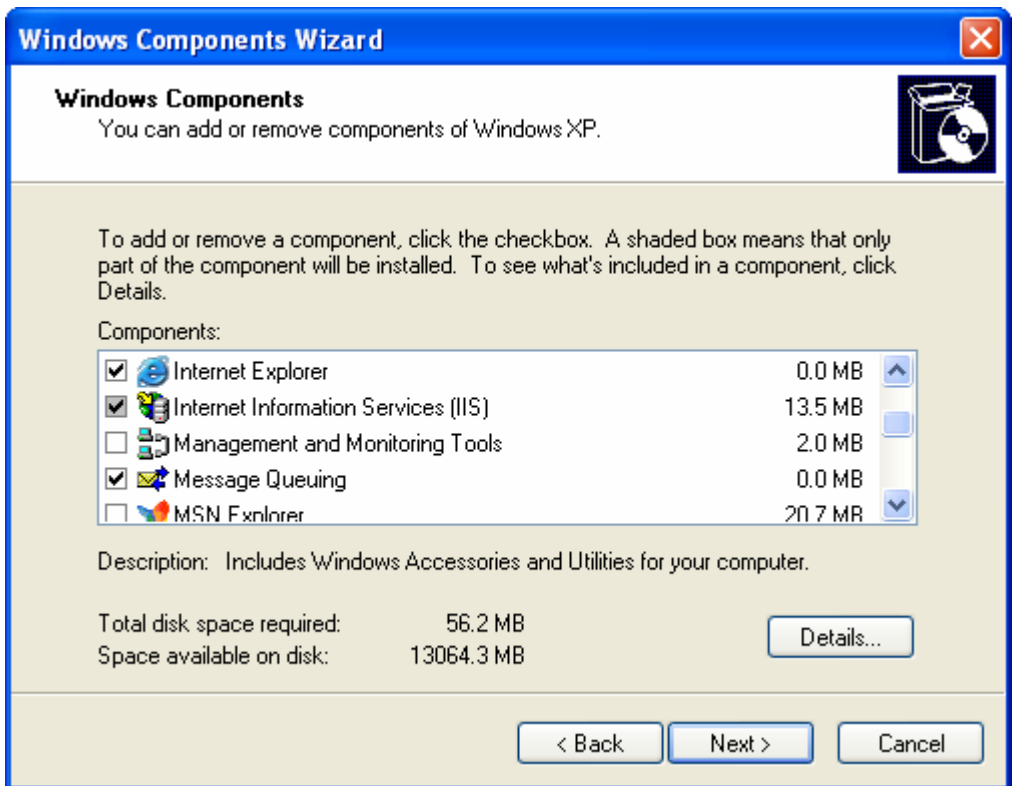 Windows Components Wizard
Windows Components
You can add or remove components of Windows XP.
To add or remove a component, click the checkbox. A shaded box means that only
part of the component will be installed. To see what's included in a component, click
Details.
Components:
Internet Explorer 0.0 MB
Internet Information Services (IIS) 13.5 MB
Management and Monitoring Tools 2.0 MB
Message Queuing 0.0 MB
MSN Explorer 20.7 MB
Description: Includes Windows Accessories and Utilities for your computer.
Total disk space required: 56.2 MB
Space available on disk: 13064.3 MB
Details...
< Back Next > Cancel